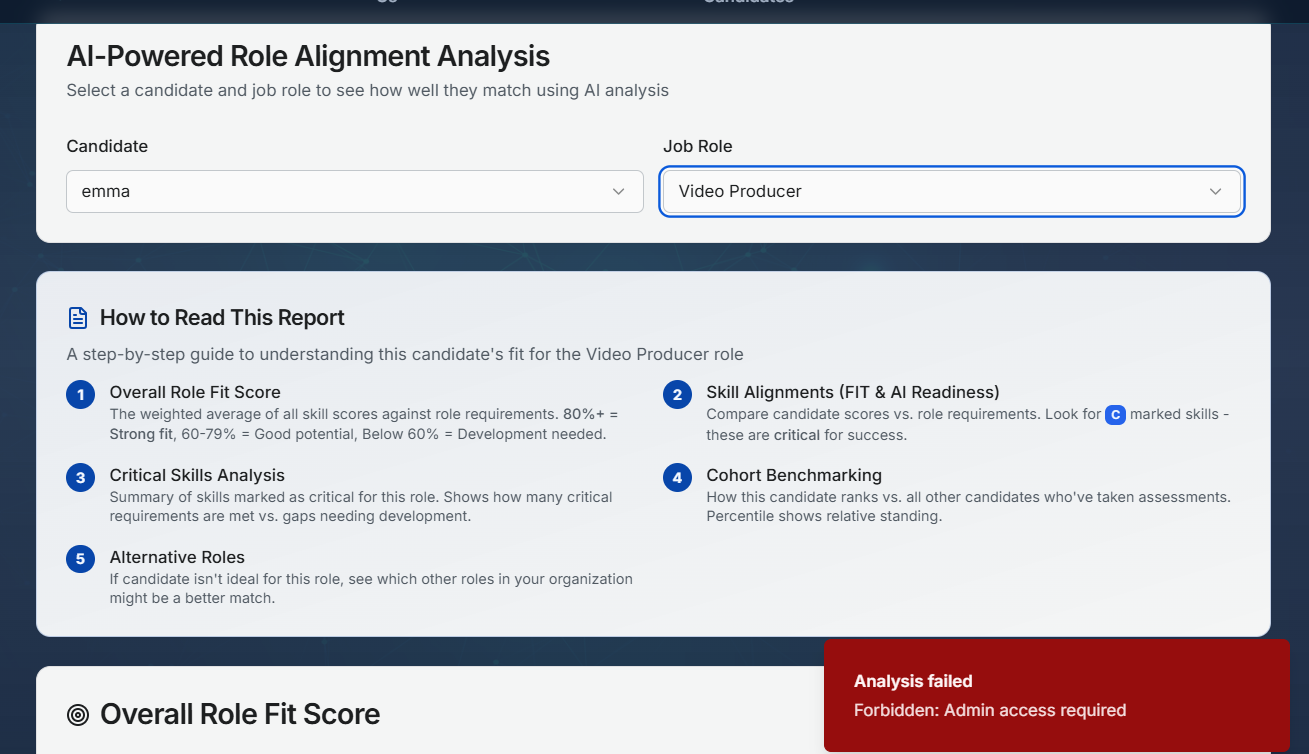 AI-Powered Role Alignment Analysis
Select a candidate and job role to see how well they match using AI analysis
Candidate
Job Role
emma
Video Producer
How to Read This Report
A step-by-step guide to understanding this candidate's fit for the Video Producer role
1
Overall Role Fit Score
The weighted average of all skill scores against role requirements. 80%+ =
Strong fit, 60-79% = Good potential, Below 60% = Development needed.
2
Skill Alignments (FIT & AI Readiness)
Compare candidate scores vs. role requirements. Look for C marked skills -
these are critical for success.
3
Critical Skills Analysis
Summary of skills marked as critical for this role. Shows how many critical
requirements are met vs. gaps needing development.
4
Cohort Benchmarking
How this candidate ranks vs. all other candidates who've taken assessments.
Percentile shows relative standing.
5
Alternative Roles
If candidate isn't ideal for this role, see which other roles in your organization
might be a better match.
Overall Role Fit Score
Analysis failed
Forbidden: Admin access required